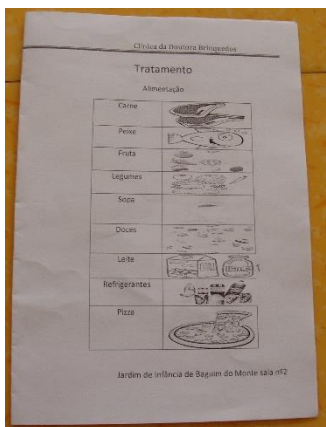 Clínica da Doutora Brinquedos
Tratamento
Alimentação
Carne
Peixe
Fruta
Legumes
Sopa
Doces
Leite
Refrigerantes
Pizza
Jardim de Infância de Baguim do Monte sala nº2